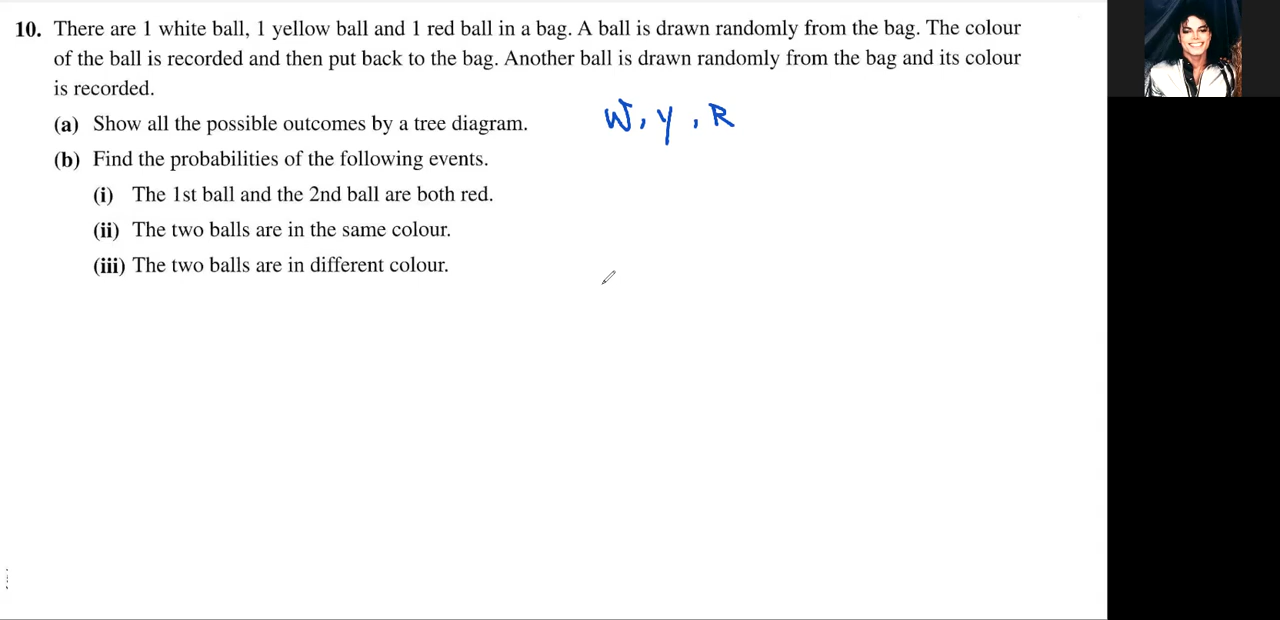 10. There are 1 white ball, 1 yellow ball and 1 red ball in a bag. A ball is drawn randomly from the bag. The colour
of the ball is recorded and then put back to the bag. Another ball is drawn randomly from the bag and its colour
is recorded.
(a) Show all the possible outcomes by a tree diagram.
W, Y, R
(b) Find the probabilities of the following events.
(i) The 1st ball and the 2nd ball are both red.
(ii) The two balls are in the same colour.
(iii) The two balls are in different colour.